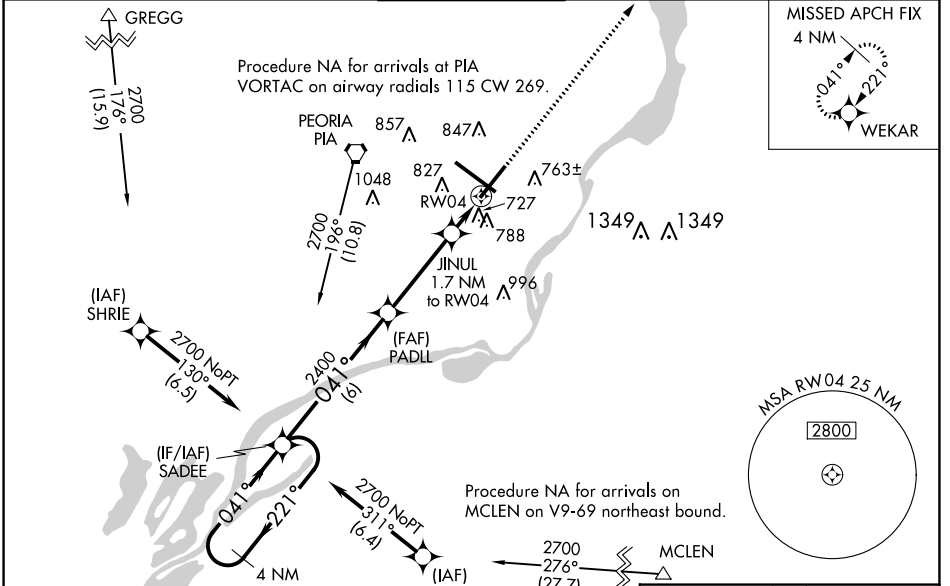 GREGG
2700
176°
(15.9)
Procedure NA for arrivals at PIA
VORTAC on airway radials 115 CW 269.
MISSED APCH FIX
4 NM
041°
221°
WEKAR
PEORIA
PIA
857
847
1048
827
763±
RW04
727
788
2700
196°
(10.8)
1349
1349
JINUL
1.7 NM
to RW04
996
(IAF)
SHRIE
2700 NoPT
130°
(6.5)
(FAF)
PADLL
2400
041°
(6)
MSA RW04 25 NM
2800
(IF/IAF)
SADEE
041°
221°
4 NM
2700 NoPT
311°
(6.4)
(IAF)
Procedure NA for arrivals on
MCLEN on V9-69 northeast bound.
2700
276°
(27.7)
MCLEN